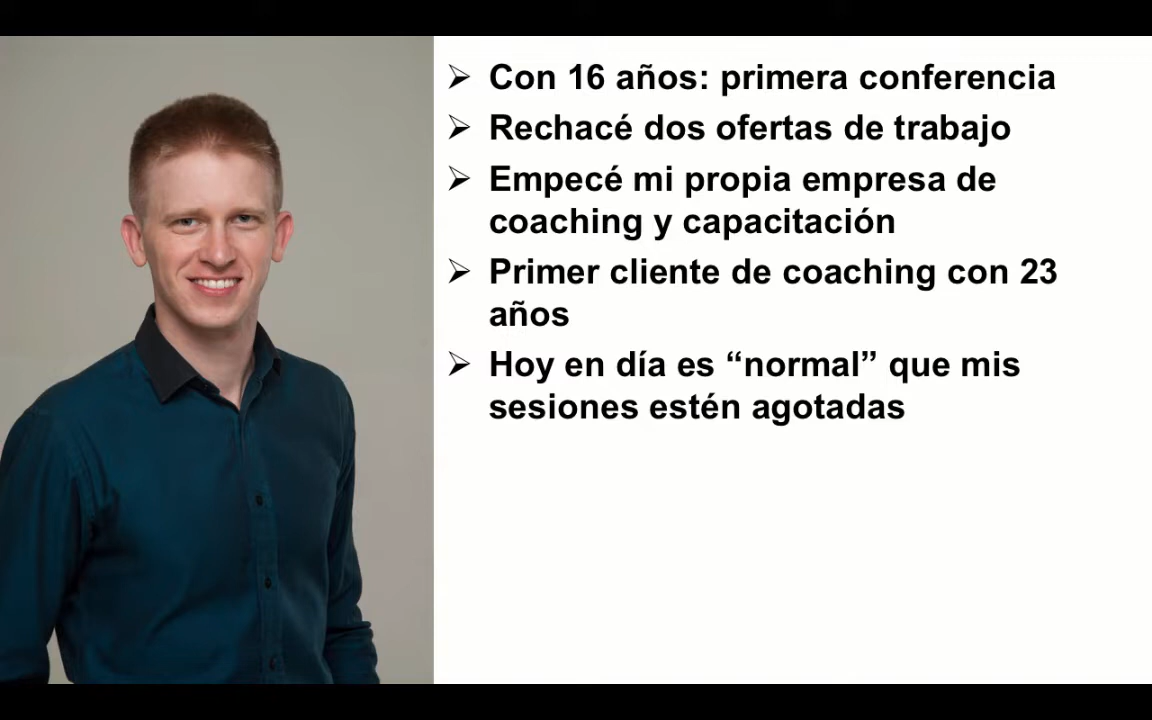 Con 16 años: primera conferencia
Rechacé dos ofertas de trabajo
Empecé mi propia empresa de
coaching y capacitación
Primer cliente de coaching con 23
años
Hoy en día es “normal” que mis
sesiones estén agotadas